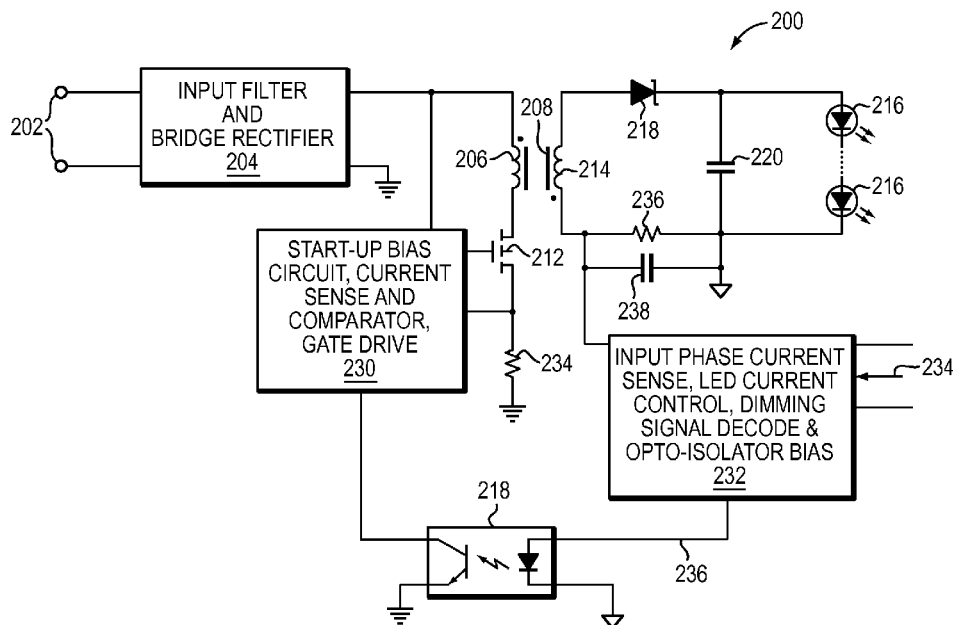 200
202
INPUT FILTER
AND
BRIDGE RECTIFIER
204
206
208
214
218
220
216
216
212
236
238
START-UP BIAS
CIRCUIT, CURRENT
SENSE AND
COMPARATOR,
GATE DRIVE
230
234
INPUT PHASE CURRENT
SENSE, LED CURRENT
CONTROL, DIMMING
SIGNAL DECODE &
OPTO-ISOLATOR BIAS
232
234
218
236